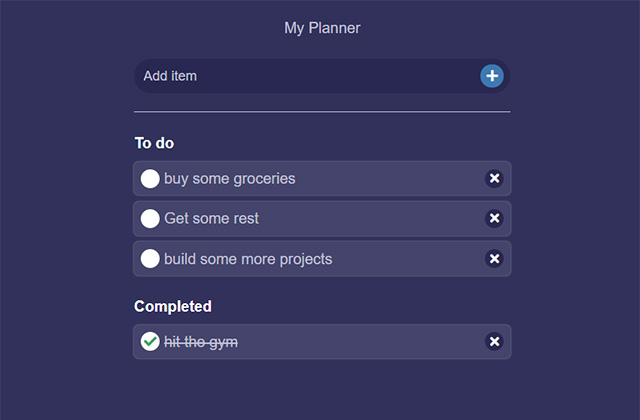 My Planner
Add item
To do
buy some groceries
Get some rest
build some more projects
Completed
hit the gym